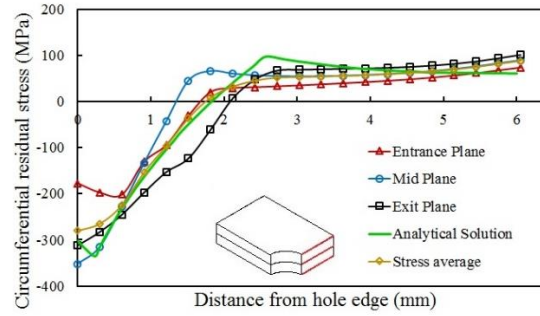 Circumferential residual stress (MPa)
200
100
0
-100
-200
-300
-400
0
1
2
3
4
5
6
Entrance Plane
Mid Plane
Exit Plane
Analytical Solution
Stress average
Distance from hole edge (mm)